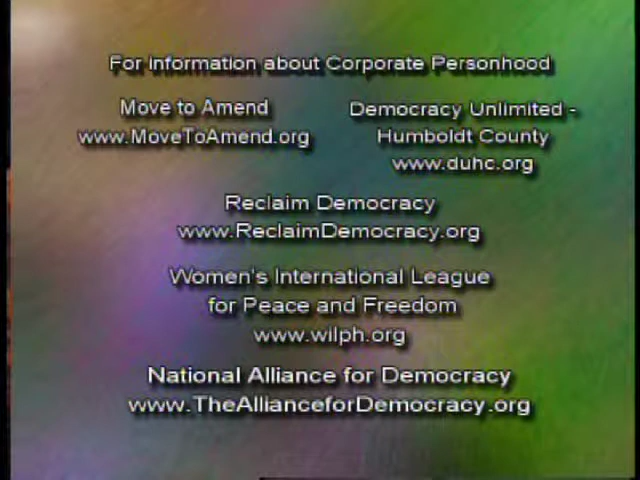 For information about Corporate Personhood
Move to Amend
www.MoveToAmend.org
Democracy Unlimited -
Humboldt County
www.duhc.org
Reclaim Democracy
www.ReclaimDemocracy.org
Women's International League
for Peace and Freedom
www.wilph.org
National Alliance for Democracy
www.TheAllianceforDemocracy.org